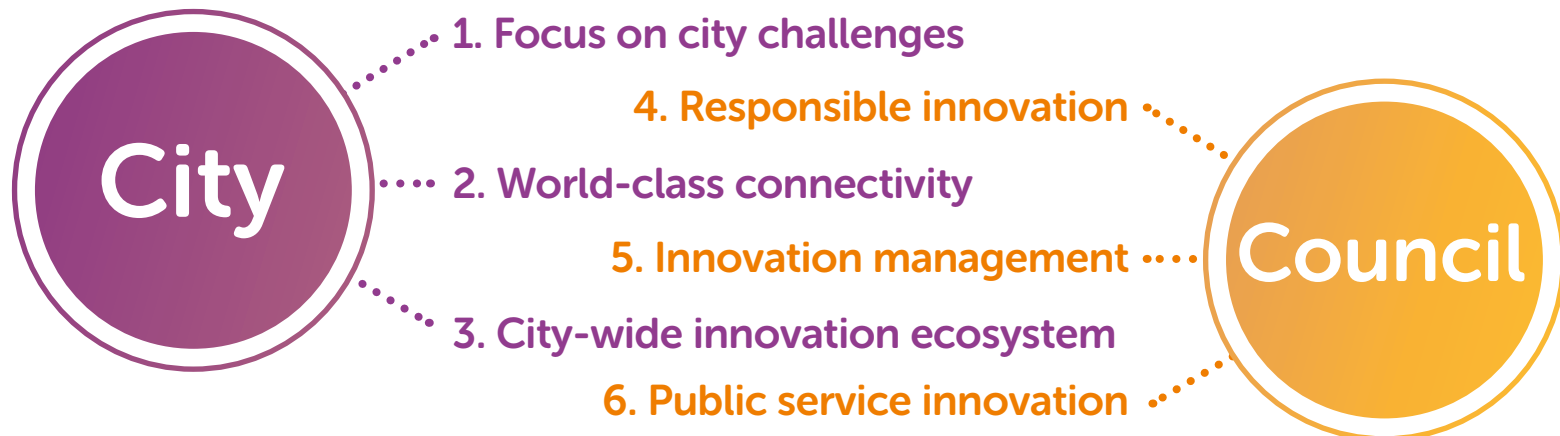 City
1. Focus on city challenges
2. World-class connectivity
3. City-wide innovation ecosystem
4. Responsible innovation
5. Innovation management
6. Public service innovation
Council